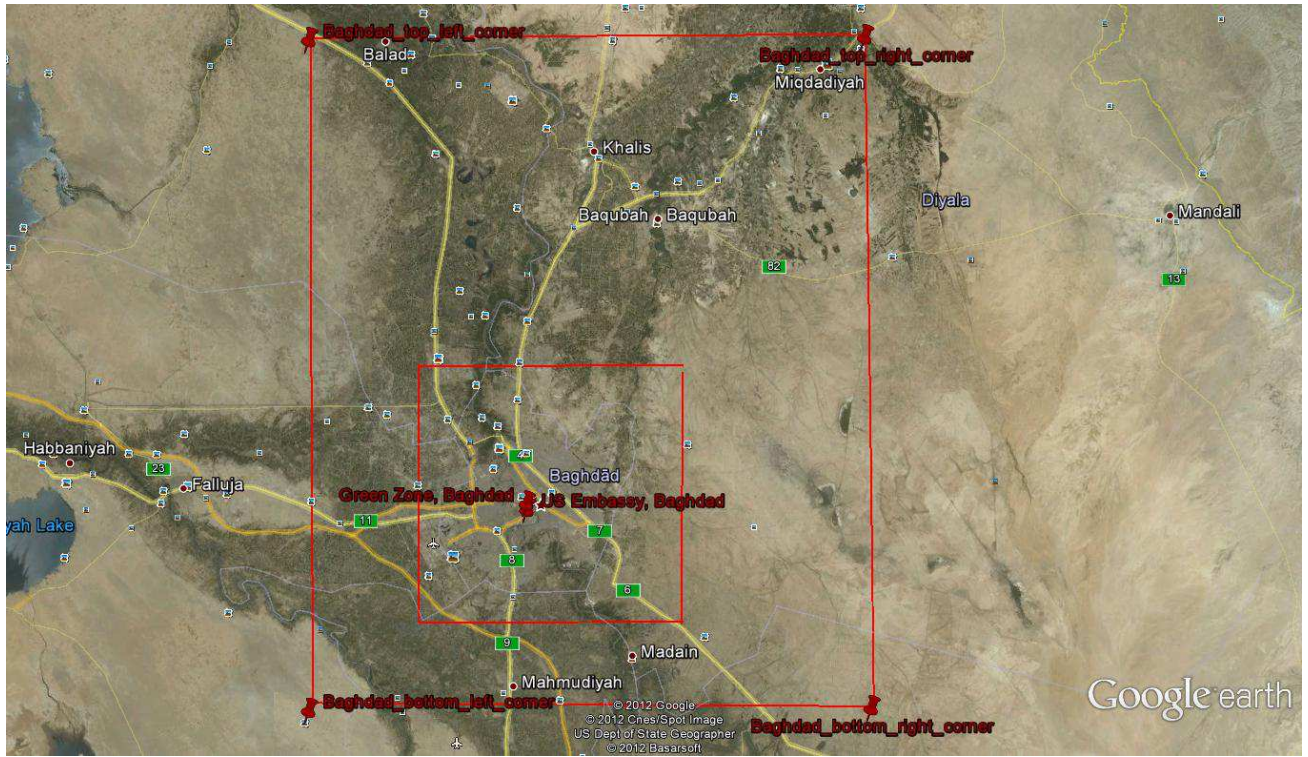 Baghdad_top_left_corner
Balad
Baghdad_top_right_corner
Miqdadiyah
Khalis
Diyala
Baqubah
Baqubah
Mandali
82
13
Habbaniyah
23
Falluja
4
Baghdād
Green Zone, Baghdad
US Embassy, Baghdad
11
yah Lake
7
8
6
9
Madain
Mahmudiyah
Baghdad_bottom_left_corner
Baghdad_bottom_right_corner
© 2012 Google
© 2012 Cnes/Spot Image
US Dept of State Geographer
© 2012 Basarsoft
Google earth